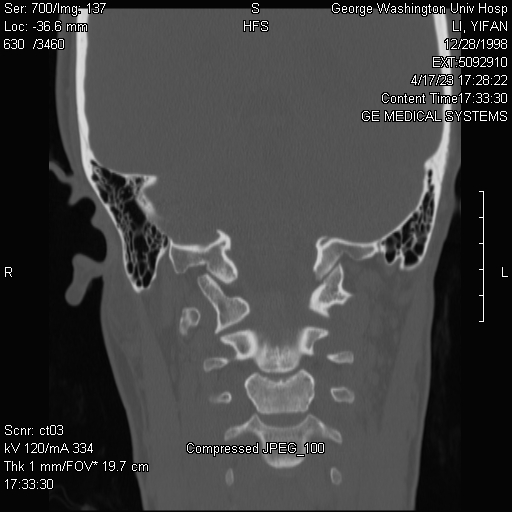 Ser: 700/Img: 137
Loc: -36.6 mm
630 /3460
S
HFS
George Washington Univ Hosp
LI, YIFAN
12/28/1998
EXT:5092910
4/17/23 17:28:22
Content Time17:33:30
GE MEDICAL SYSTEMS
R
L
Scnr: ct03
kV 120/mA 334
Thk 1 mm/FOV* 19.7 cm
17:33:30
Compressed JPEG_100